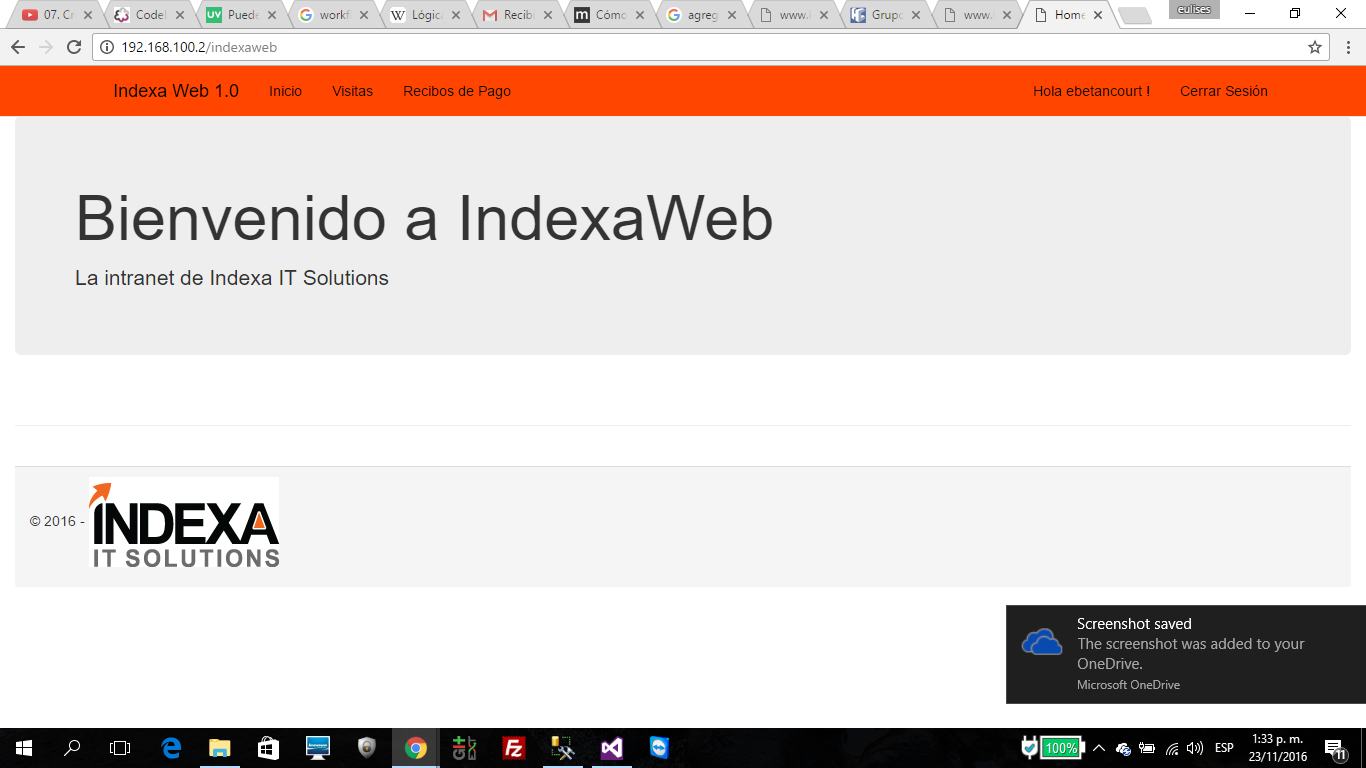 07. Cr
Codel
Puede
workf
Lógic
Recib
Cómo
agreg
www.
Grupo
www.
Home
eulises
192.168.100.2/indexaweb
Indexa Web 1.0 Inicio Visitas Recibos de Pago Hola ebetancourt ! Cerrar Sesión
Bienvenido a IndexaWeb
La intranet de Indexa IT Solutions
© 2016 -
INDEXA
IT SOLUTIONS
Screenshot saved
The screenshot was added to your
OneDrive.
Microsoft OneDrive
100% ESP
1:33 p. m.
23/11/2016
11